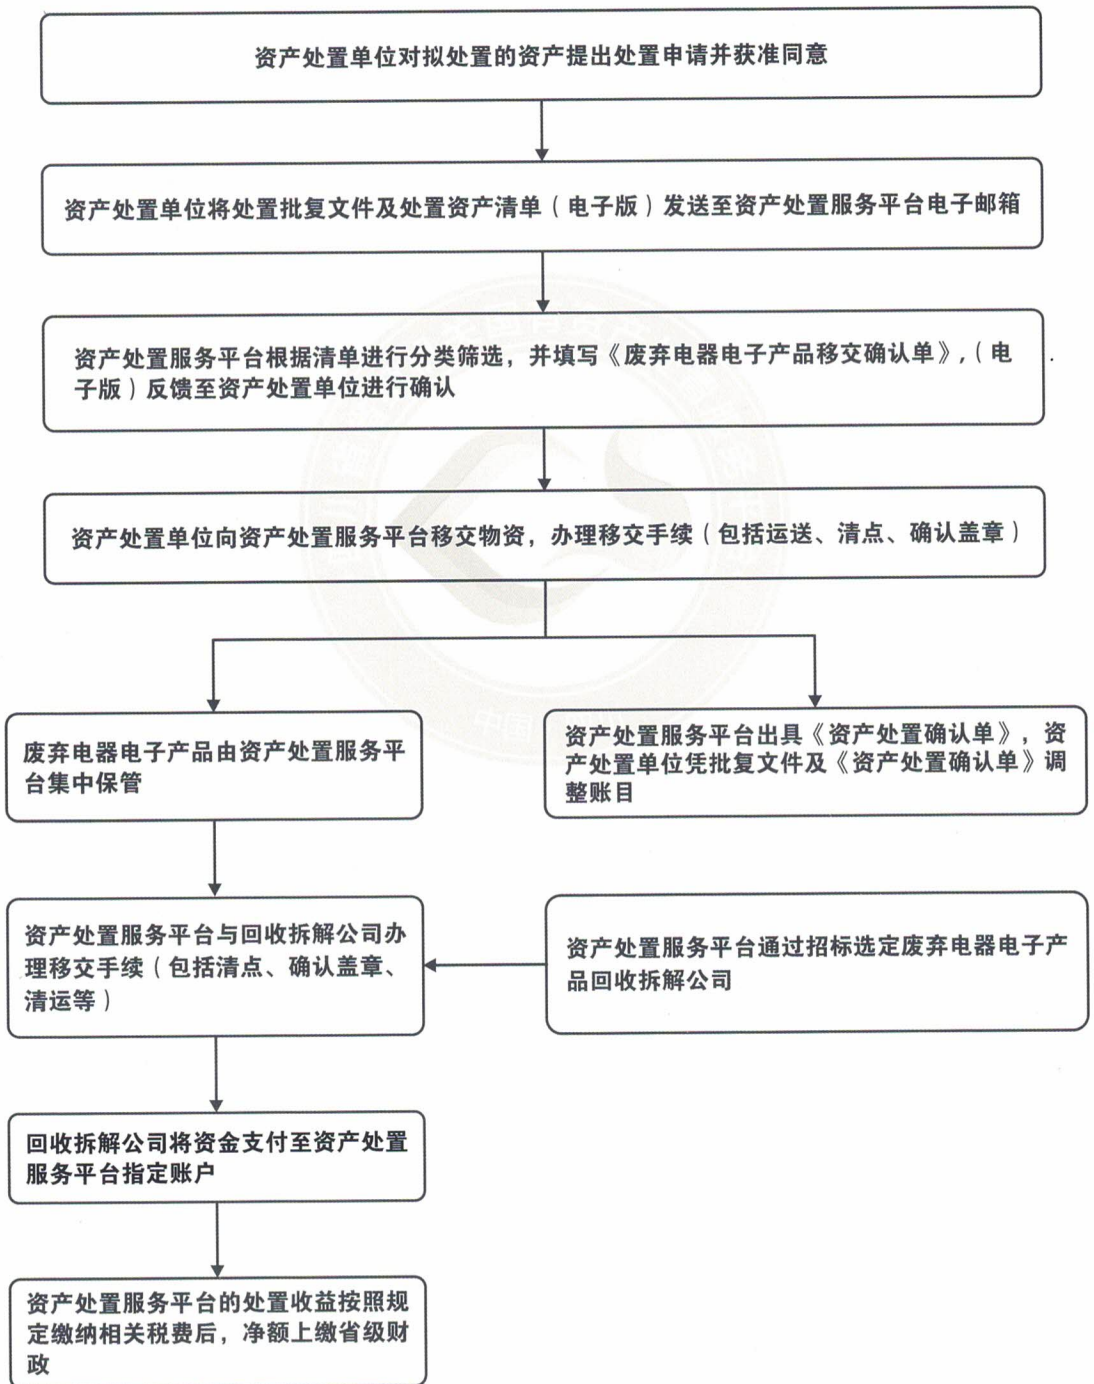 资产处置单位对拟处置的资产提出处置申请并获准同意
资产处置单位将处置批复文件及处置资产清单（电子版）发送至资产处置服务平台电子邮箱
资产处置服务平台根据清单进行分类筛选，并填写《废弃电器电子产品移交确认单》，（电
子版）反馈至资产处置单位进行确认
资产处置单位向资产处置服务平台移交物资，办理移交手续（包括运送、清点、确认盖章）
废弃电器电子产品由资产处置服务平
台集中保管
资产处置服务平台出具《资产处置确认单》，资
产处置单位凭批复文件及《资产处置确认单》调
整账目
资产处置服务平台与回收拆解公司办
理移交手续（包括清点、确认盖章、
清运等）
资产处置服务平台通过招标选定废弃电器电子产
品回收拆解公司
回收拆解公司将资金支付至资产处置
服务平台指定账户
资产处置服务平台的处置收益按照规
定缴纳相关税费后，净额上缴省级财
政